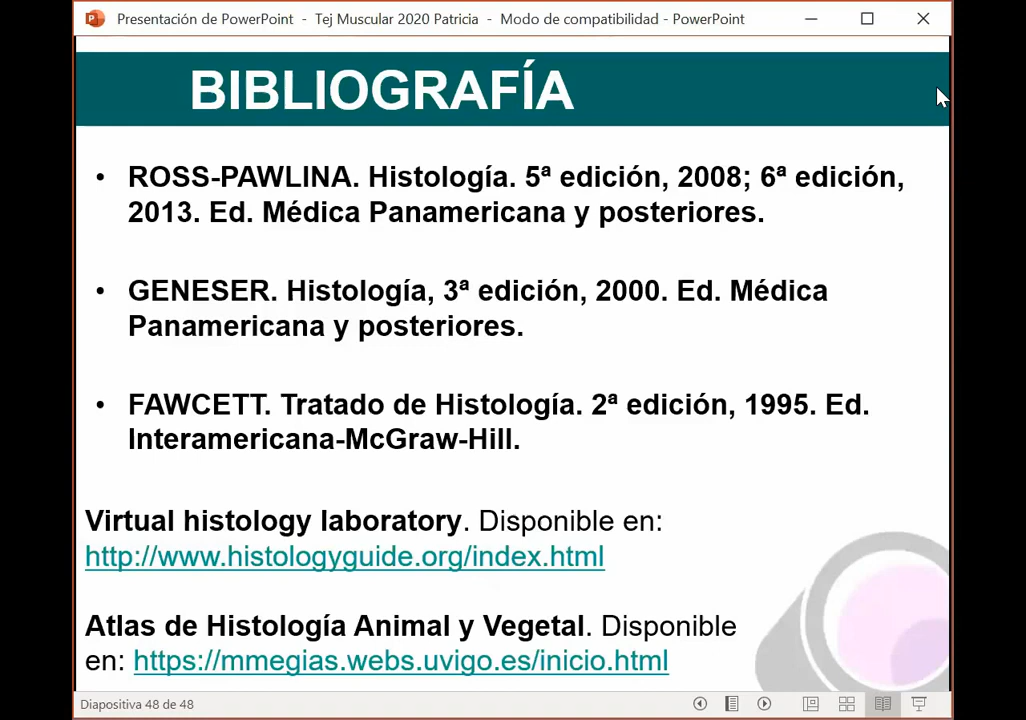 Presentación de PowerPoint - Tej Muscular 2020 Patricia - Modo de compatibilidad - PowerPoint
BIBLIOGRAFÍA
• ROSS-PAWLINA. Histología. 5ª edición, 2008; 6ª edición,
2013. Ed. Médica Panamericana y posteriores.
• GENESER. Histología, 3ª edición, 2000. Ed. Médica
Panamericana y posteriores.
• FAWCETT. Tratado de Histología. 2ª edición, 1995. Ed.
Interamericana-McGraw-Hill.
Virtual histology laboratory. Disponible en:
http://www.histologyguide.org/index.html
Atlas de Histología Animal y Vegetal. Disponible
en: https://mmegias.webs.uvigo.es/inicio.html
Diapositiva 48 de 48